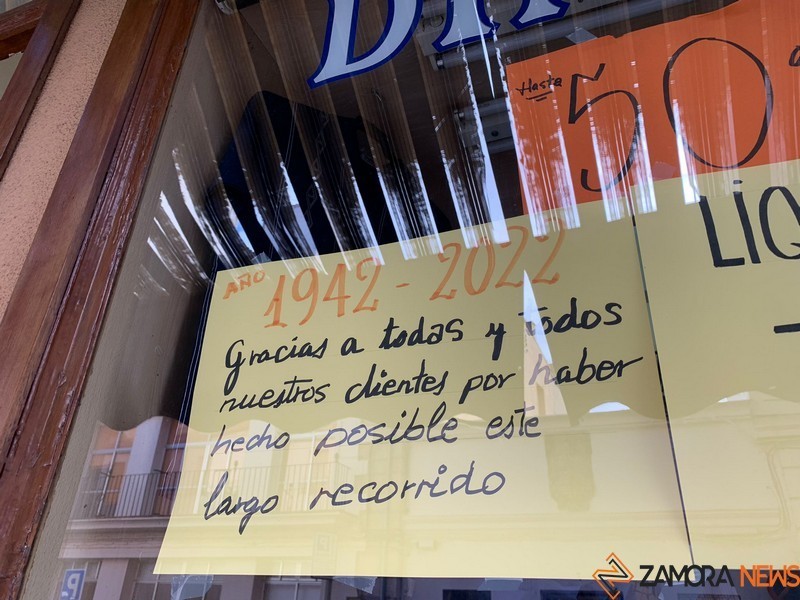 Hasta 50
LIQ
AÑO 1942 - 2022
Gracias a todas y todos
nuestros clientes por haber
hecho posible este
largo recorrido
ZAMORA NEWS